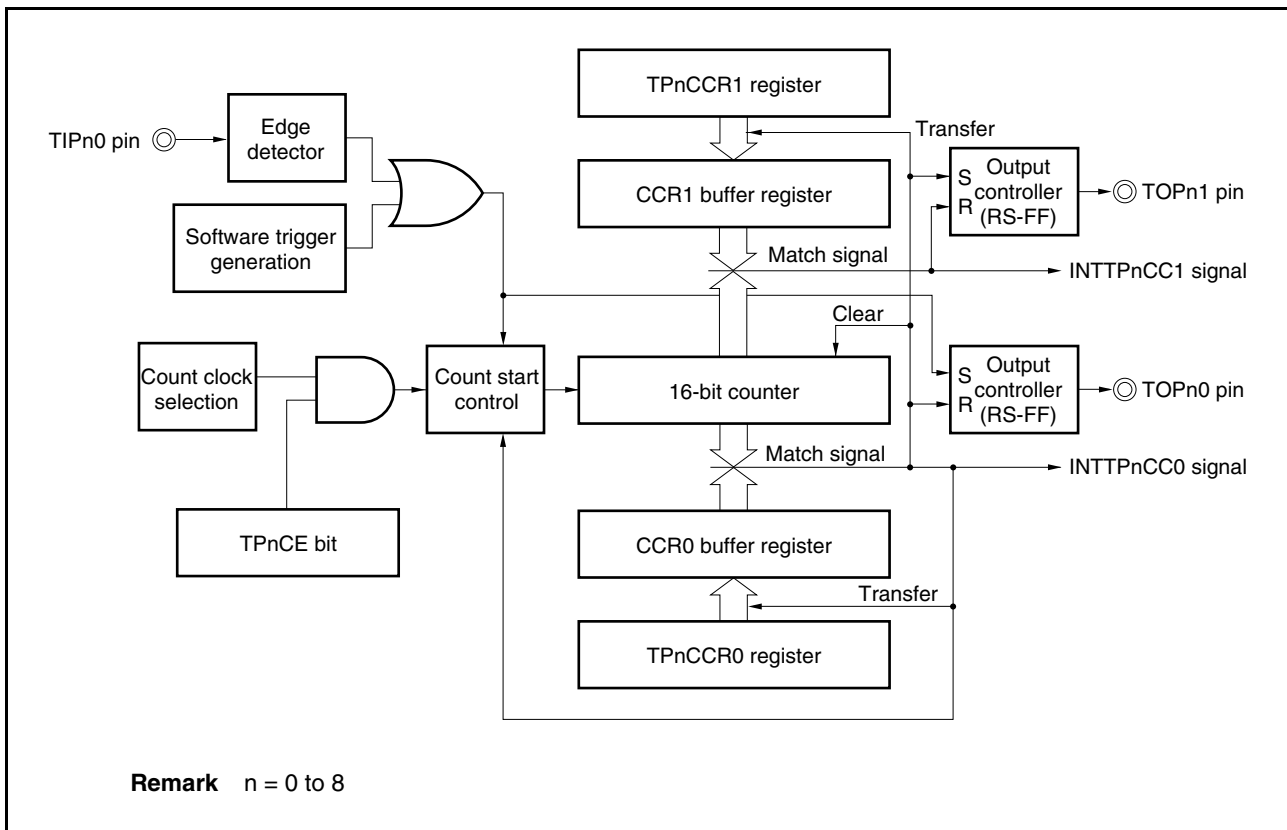 TPnCCR1 register
TIPn0 pin
Edge
detector
Transfer
S
R
Output
controller
(RS-FF)
TOPn1 pin
CCR1 buffer register
Software trigger
generation
Match signal
INTTPnCC1 signal
Clear
Count clock
selection
Count start
control
16-bit counter
S
R
Output
controller
(RS-FF)
TOPn0 pin
Match signal
INTTPnCC0 signal
TPnCE bit
CCR0 buffer register
Transfer
TPnCCR0 register
Remark n = 0 to 8